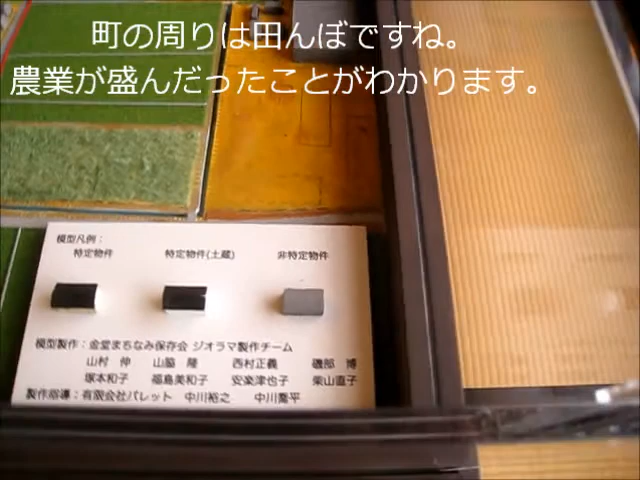 町の周りは田んぼですね。
農業が盛んだったことがわかります。
模型凡例：
特定物件　特定物件(土蔵)　非特定物件
模型製作：金堂まちなみ保存会 ジオラマ製作チーム
山村　伸　山脇　隆　西村正義　磯部　博
塚本和子　福島美和子　安楽津也子　柴山直子
製作指導：有限会社パレット　中川裕之　中川喬平